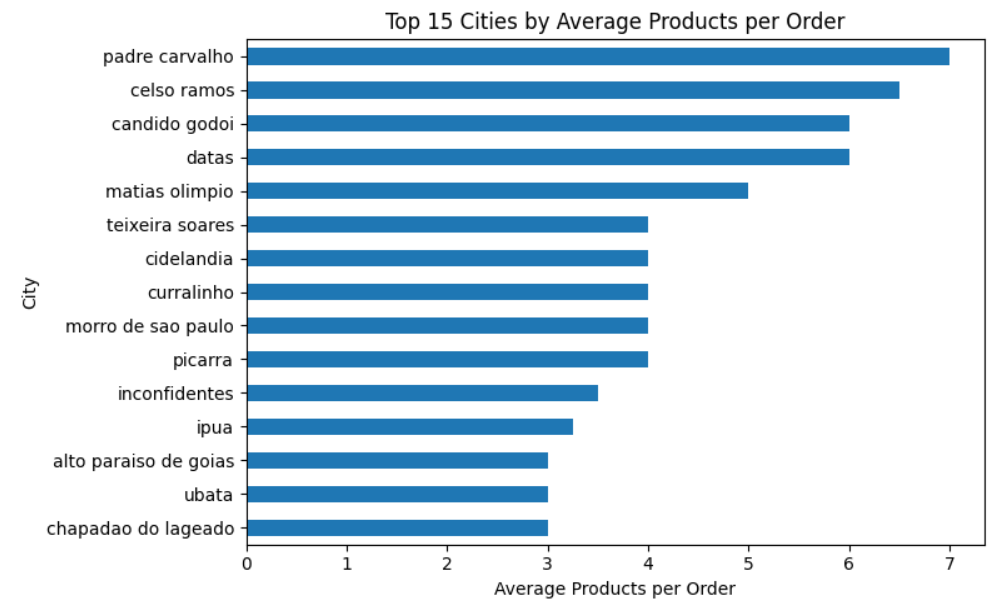 Top 15 Cities by Average Products per Order
padre carvalho
celso ramos
candido godoi
datas
matias olimpio
teixeira soares
cidelandia
curralinho
morro de sao paulo
picarra
inconfidentes
ipua
alto paraiso de goias
ubata
chapadao do lageado
City
0 1 2 3 4 5 6 7
Average Products per Order